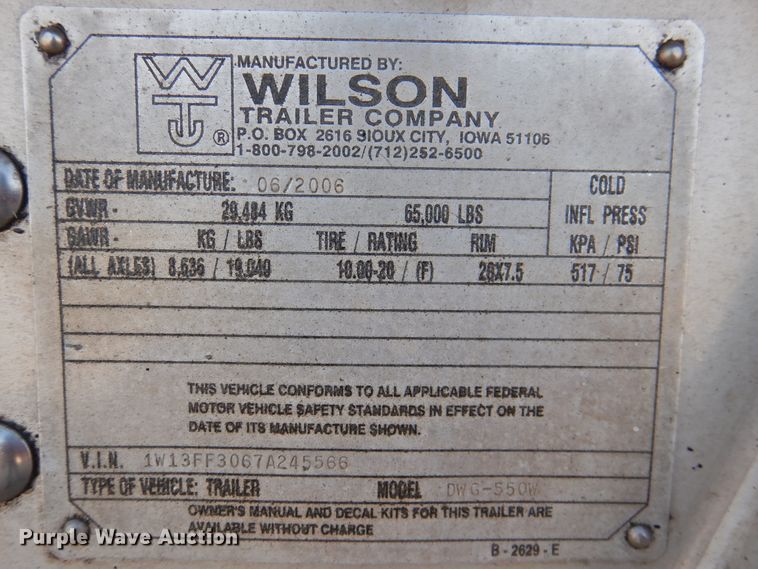 WT®
MANUFACTURED BY:
WILSON
TRAILER COMPANY
P.O. BOX 2616 SIOUX CITY, IOWA 51106
1-800-798-2002/(712)252-6500
DATE OF MANUFACTURE: 06/2006 COLD
GVWR - 29,484 KG 65,000 LBS INFL PRESS
GAWR - KG / LBS TIRE / RATING RIM KPA / PSI
(ALL AXLES) 8,636 / 19,040 10.00-20 / (F) 20X7.5 517 / 75
THIS VEHICLE CONFORMS TO ALL APPLICABLE FEDERAL
MOTOR VEHICLE SAFETY STANDARDS IN EFFECT ON THE
DATE OF ITS MANUFACTURE SHOWN.
V.I.N. 1W13FF3067A245566
TYPE OF VEHICLE: TRAILER MODEL DWG-550W
OWNER'S MANUAL AND DECAL KITS FOR THIS TRAILER ARE
AVAILABLE WITHOUT CHARGE
B - 2629 - E
Purple Wave Auction